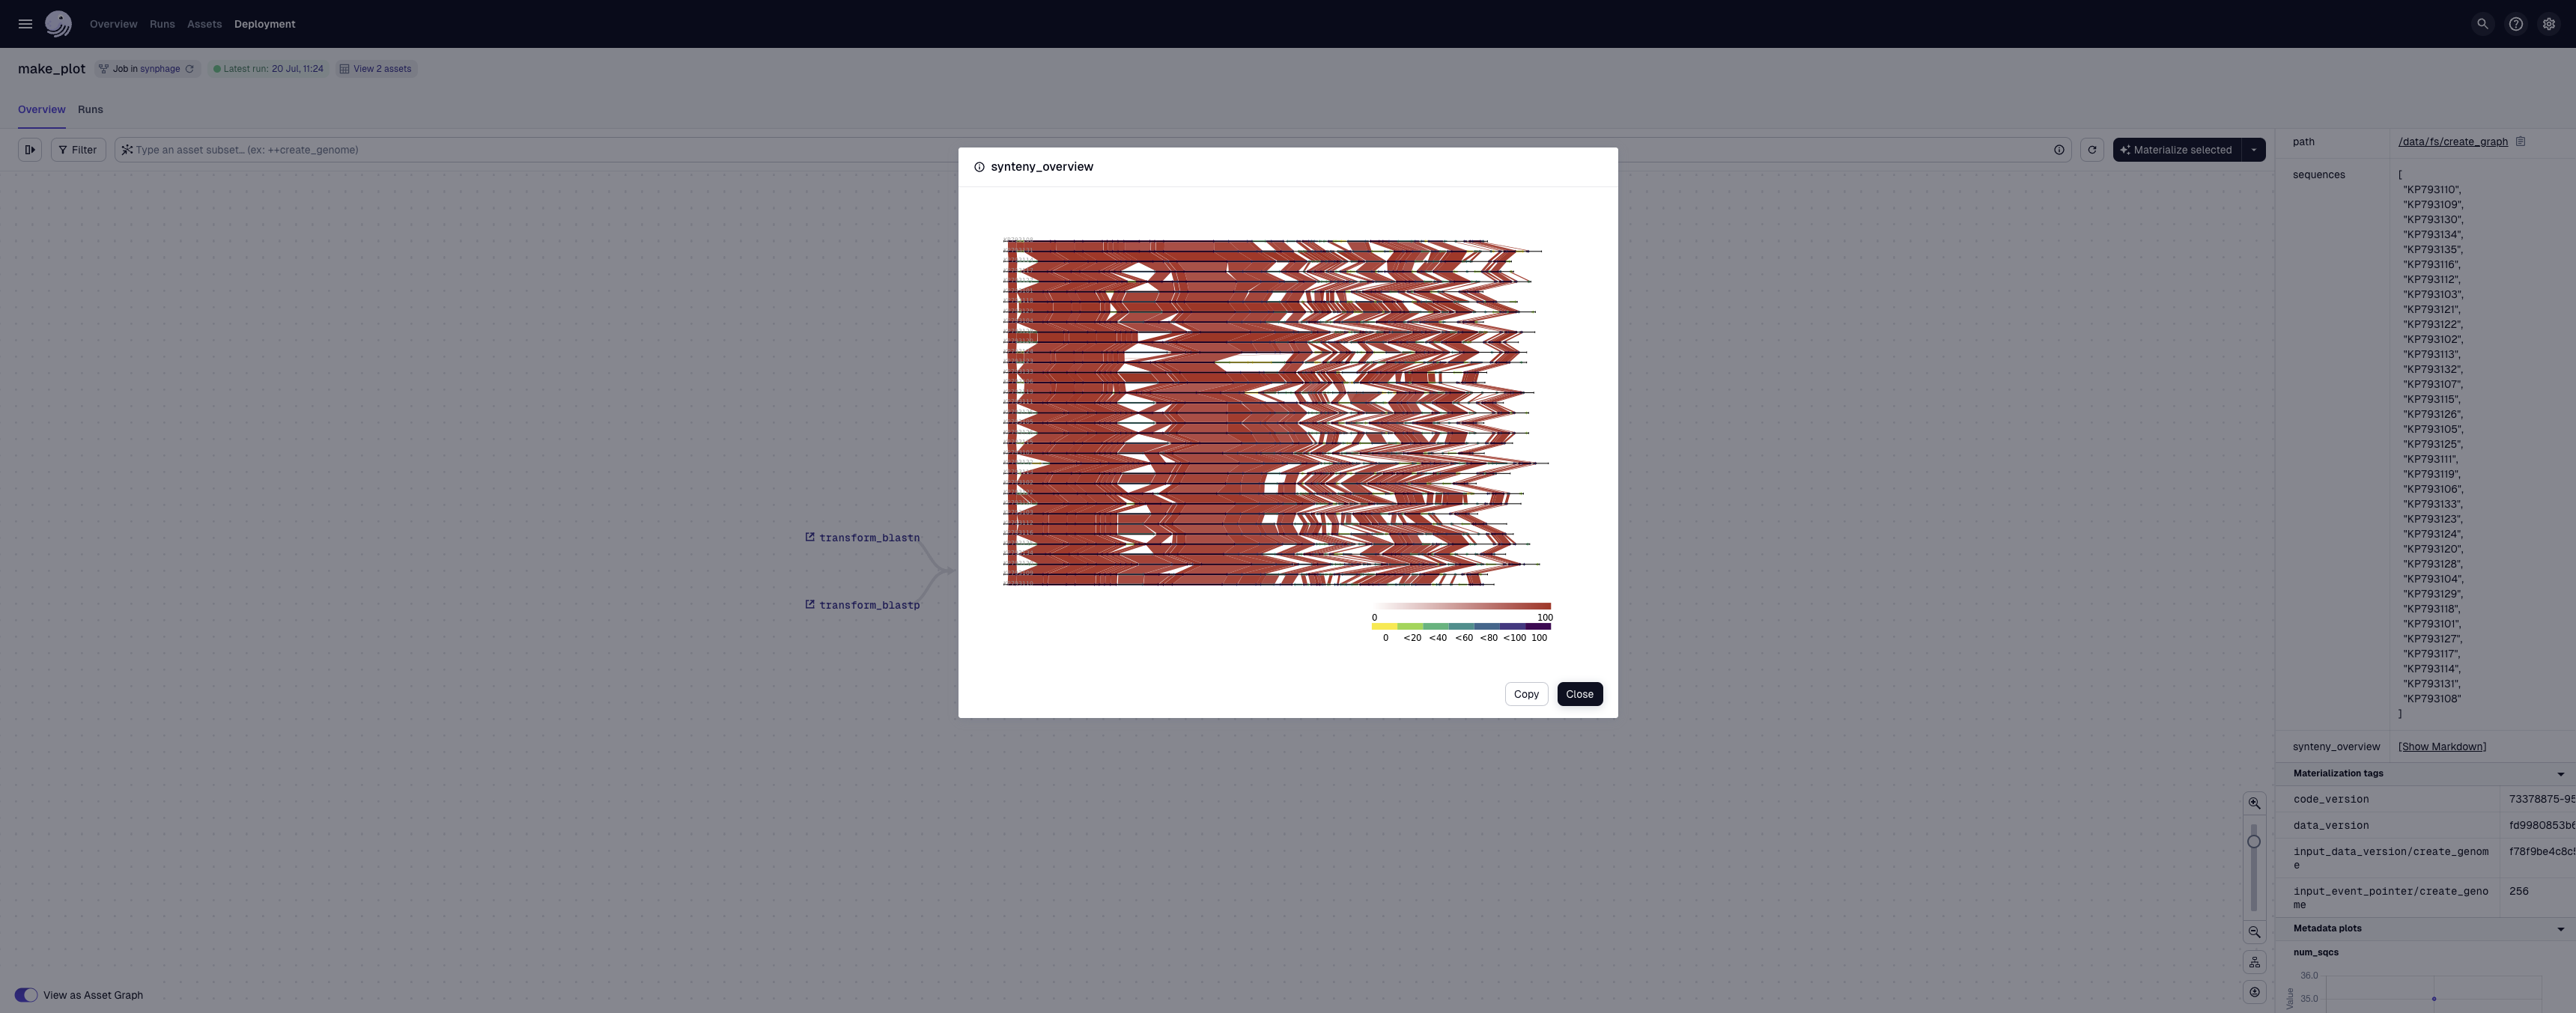 Overview Runs Assets Deployment
make_plot Job in synphage Latest run: 20 Jul, 11:24 View 2 assets
Overview Runs
Filter Type an asset subset… (ex: ++create_genome) Materialize selected
transform_blastn
transform_blastp
View as Asset Graph
synteny_overview
0 100
0 <20 <40 <60 <80 <100 100
Copy Close
path /data/fs/create_graph
sequences [
"KP793110",
"KP793109",
"KP793130",
"KP793134",
"KP793135",
"KP793116",
"KP793112",
"KP793103",
"KP793121",
"KP793122",
"KP793102",
"KP793113",
"KP793132",
"KP793107",
"KP793115",
"KP793126",
"KP793105",
"KP793125",
"KP793111",
"KP793119",
"KP793106",
"KP793133",
"KP793123",
"KP793124",
"KP793120",
"KP793128",
"KP793104",
"KP793129",
"KP793118",
"KP793101",
"KP793127",
"KP793117",
"KP793114",
"KP793131",
"KP793108"
]
synteny_overview [Show Markdown]
Materialization tags
code_version 73378875-95
data_version fd9980853b6
input_data_version/create_genom f78f9be4c8c5
e
input_event_pointer/create_geno 256
me
Metadata plots
num_sqcs
36.0
35.0
Value